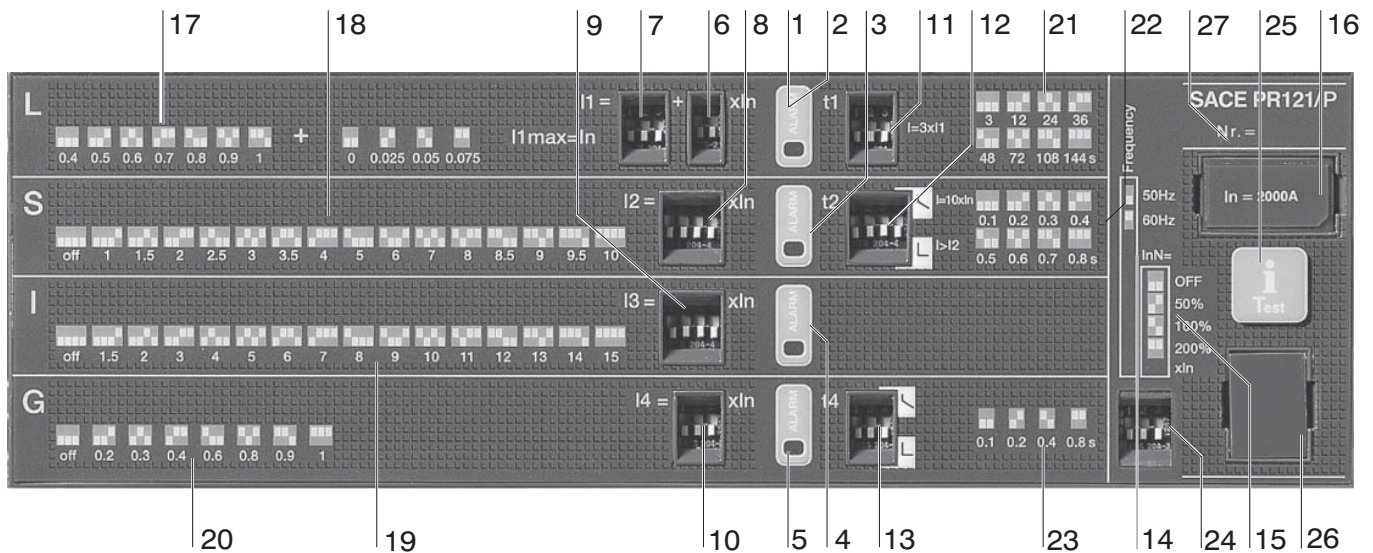 17 18 9 7 6 8 1 2 3 11 12 21 22 27 25 16
L I1 = + xIn ALARM t1 I=3xI1 3 12 24 36
I1max=In
0.4 0.5 0.6 0.7 0.8 0.9 1 + 0 0.025 0.05 0.075
48 72 108 144 s
Frequency
SACE PR121/P
Nr. =
S I2 = xIn ALARM t2 I=10xIn 0.1 0.2 0.3 0.4
204-4 204-4
off 1 1.5 2 2.5 3 3.5 4 5 6 7 8 8.5 9 9.5 10
I>I2 0.5 0.6 0.7 0.8 s
50Hz
60Hz
In = 2000A
I I3 = xIn ALARM
204-4
off 1.5 2 3 4 5 6 7 8 9 10 11 12 13 14 15
InN=
OFF
50%
100%
200%
xIn
i
Test
G I4 = xIn ALARM t4
off 0.2 0.3 0.4 0.6 0.8 0.9 1
0.1 0.2 0.4 0.8 s
20 19 10 5 4 13 23 14 24 15 26